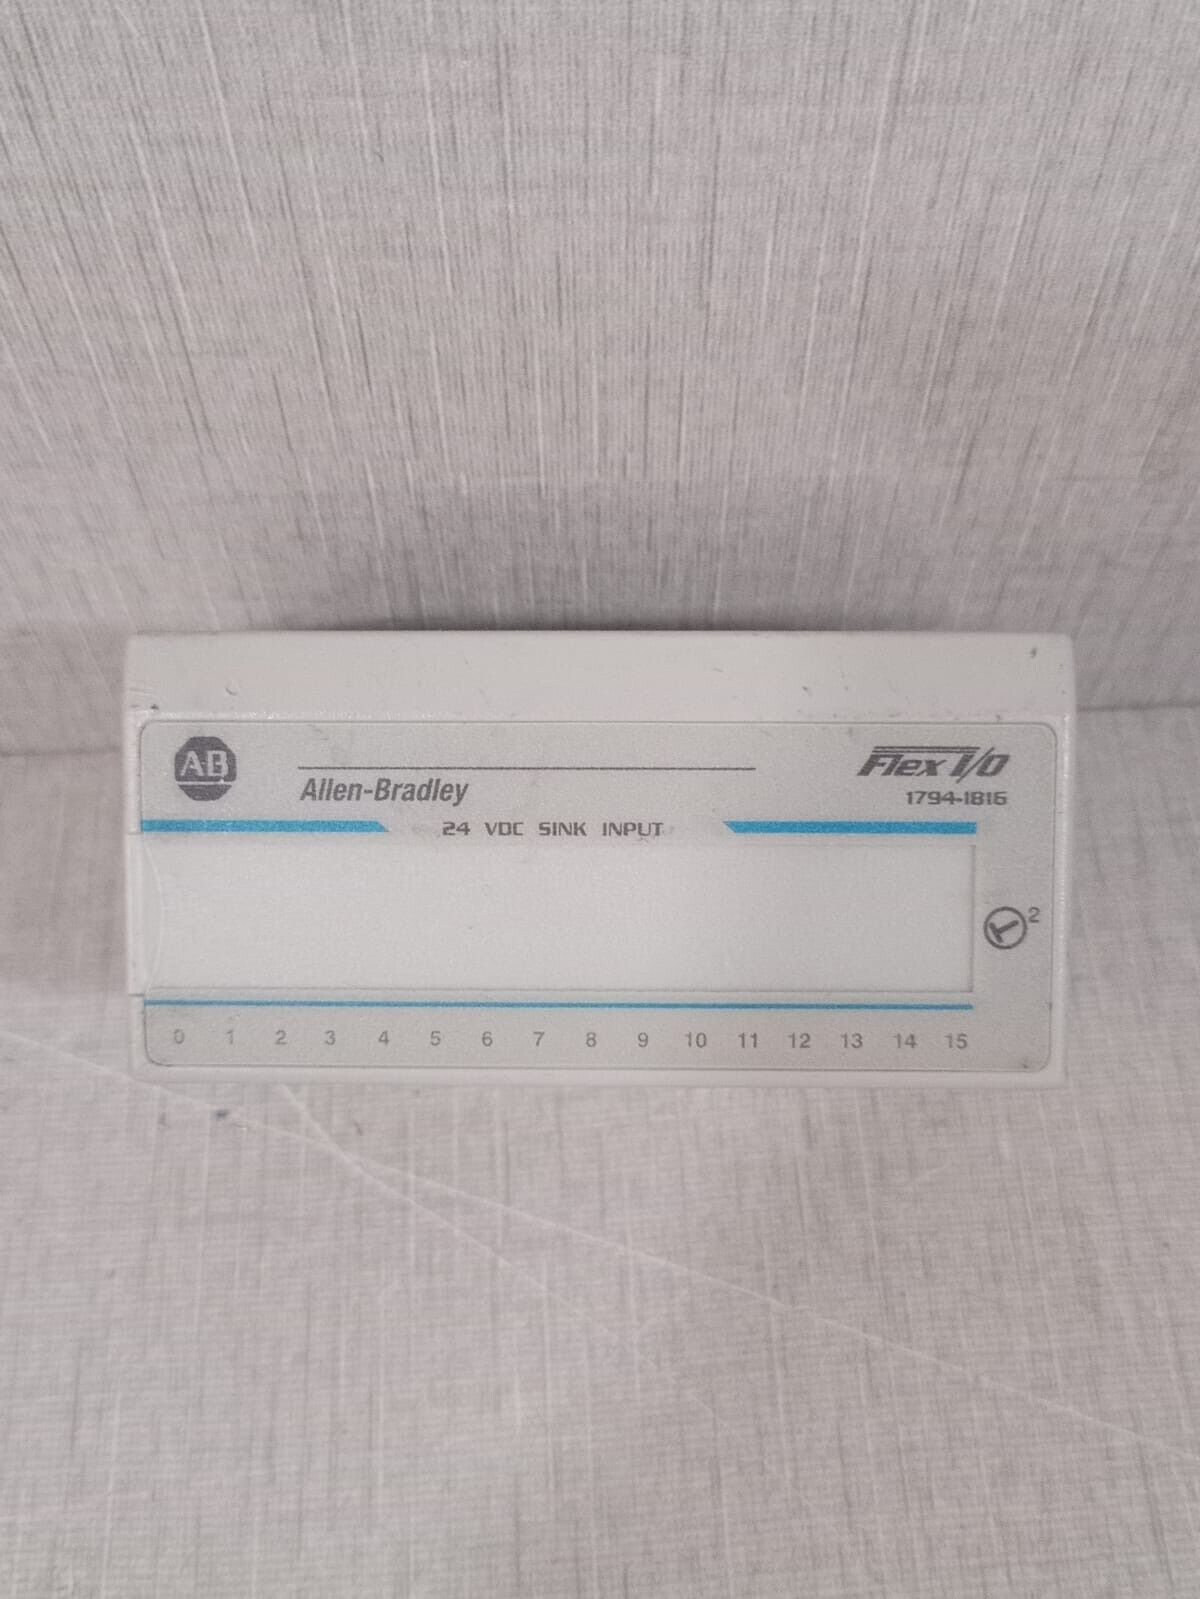 AB
Allen-Bradley
Flex I/O
1794-IB16
24 VDC SINK INPUT
2
0 1 2 3 4 5 6 7 8 9 10 11 12 13 14 15